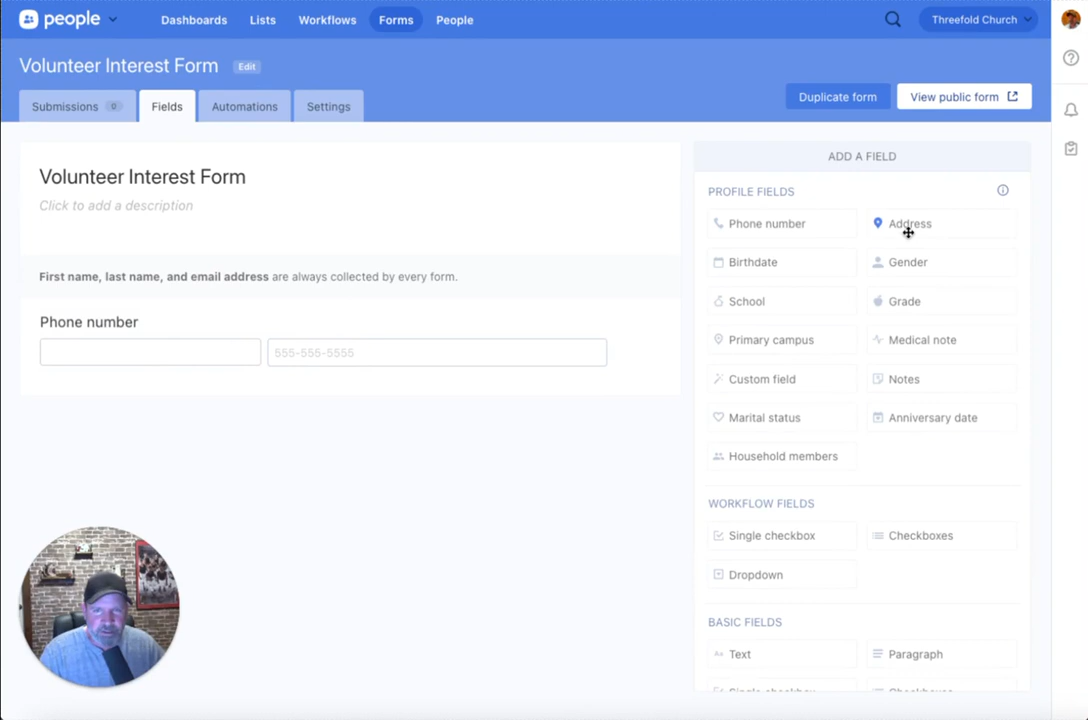 people
Dashboards
Lists
Workflows
Forms
People
Threefold Church
Volunteer Interest Form
Edit
Submissions 0
Fields
Automations
Settings
Duplicate form
View public form
Volunteer Interest Form
Click to add a description
First name, last name, and email address are always collected by every form.
Phone number
555-555-5555
ADD A FIELD
PROFILE FIELDS
Phone number
Address
Birthdate
Gender
School
Grade
Primary campus
Medical note
Custom field
Notes
Marital status
Anniversary date
Household members
WORKFLOW FIELDS
Single checkbox
Checkboxes
Dropdown
BASIC FIELDS
Aa Text
Paragraph
Single checkbox
Checkboxes